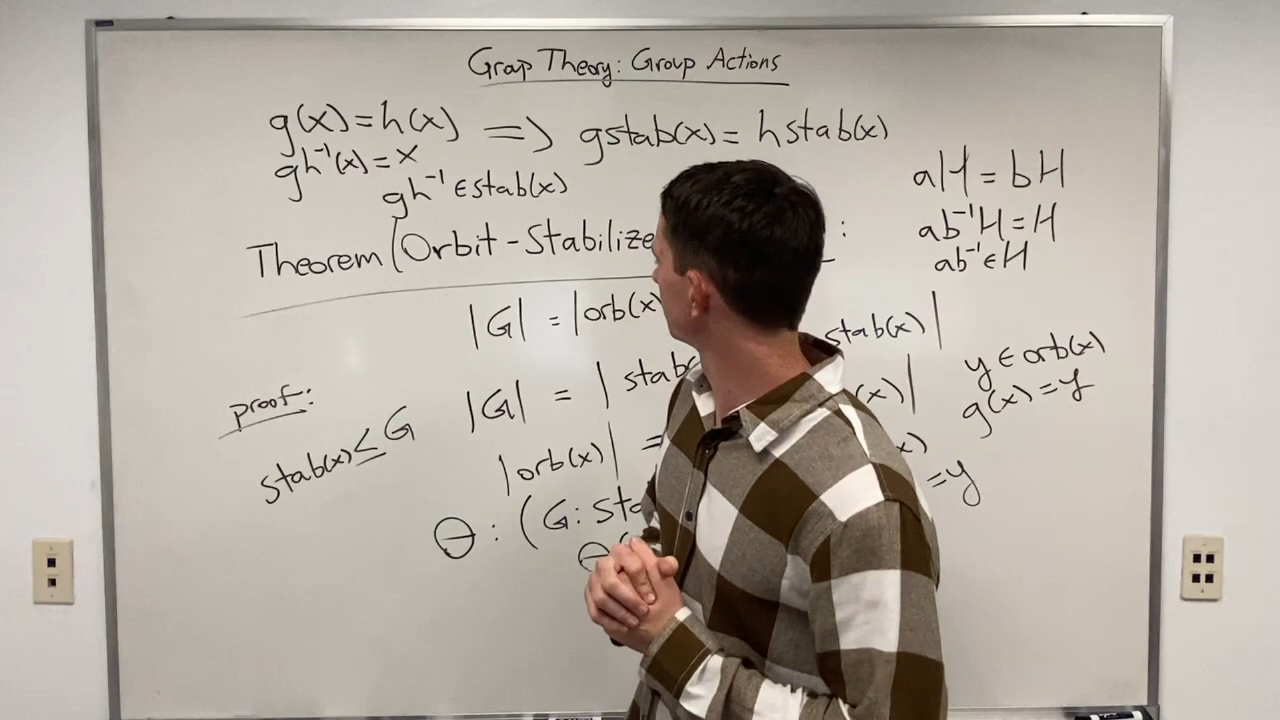 Group Theory: Group Actions
g(x)=h(x) => gstab(x)= hstab(x)
gh⁻¹(x)=x
gh⁻¹ ∈ stab(x)
aH = bH
ab⁻¹H=H
ab⁻¹∈H
Theorem (Orbit-Stabilize :
|G| = |orb(x) stab(x)|
proof:
stab(x) ≤ G
|G| = | stab (x)|
y ∈ orb(x)
g(x)=y
|orb(x)| = x)
θ : (G: sta =y
θ(